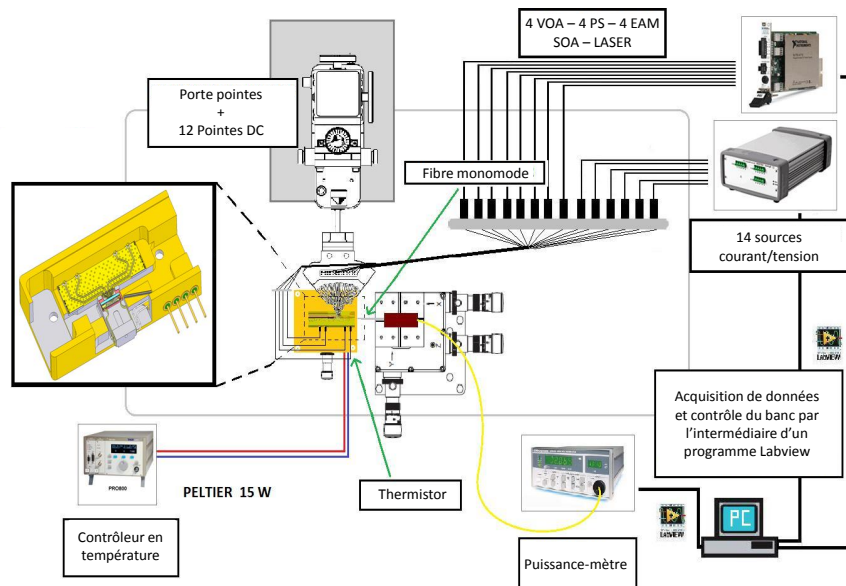 4 VOA – 4 PS – 4 EAM
SOA – LASER
Porte pointes
+
12 Pointes DC
Fibre monomode
14 sources
courant/tension
LabVIEW
Acquisition de données
et contrôle du banc par
l'intermédiaire d'un
programme Labview
PRO800
PELTIER 15 W
Thermistor
Contrôleur en
température
Puissance-mètre
LabVIEW
PC
X
Z
Y